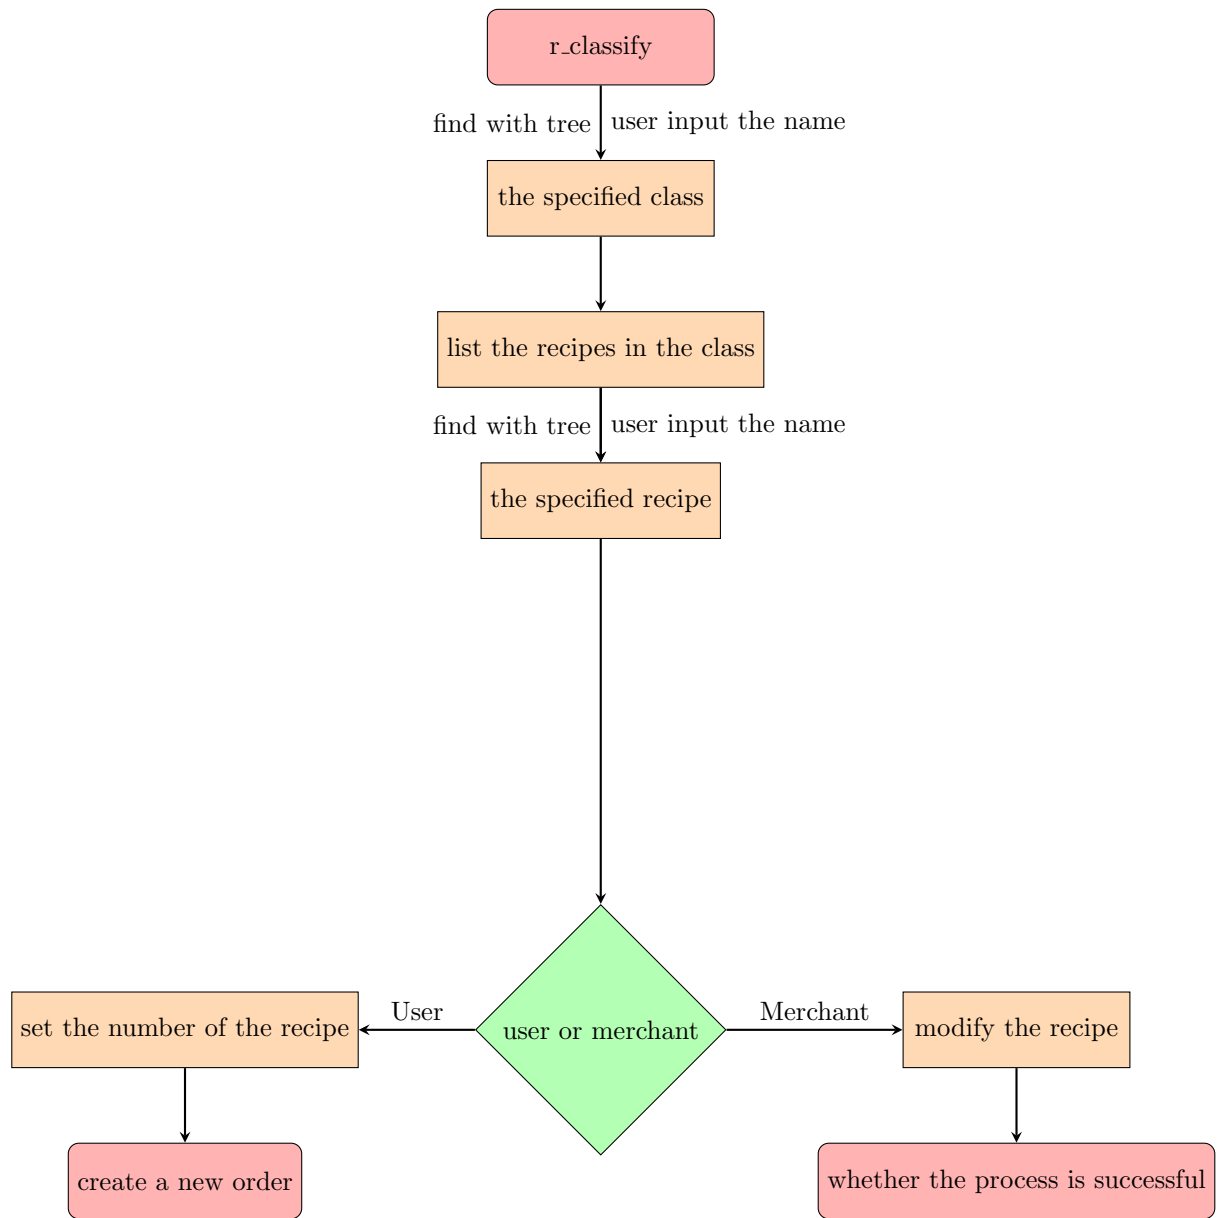 r_classify
find with tree
user input the name
the specified class
list the recipes in the class
find with tree
user input the name
the specified recipe
User
Merchant
set the number of the recipe
user or merchant
modify the recipe
create a new order
whether the process is successful